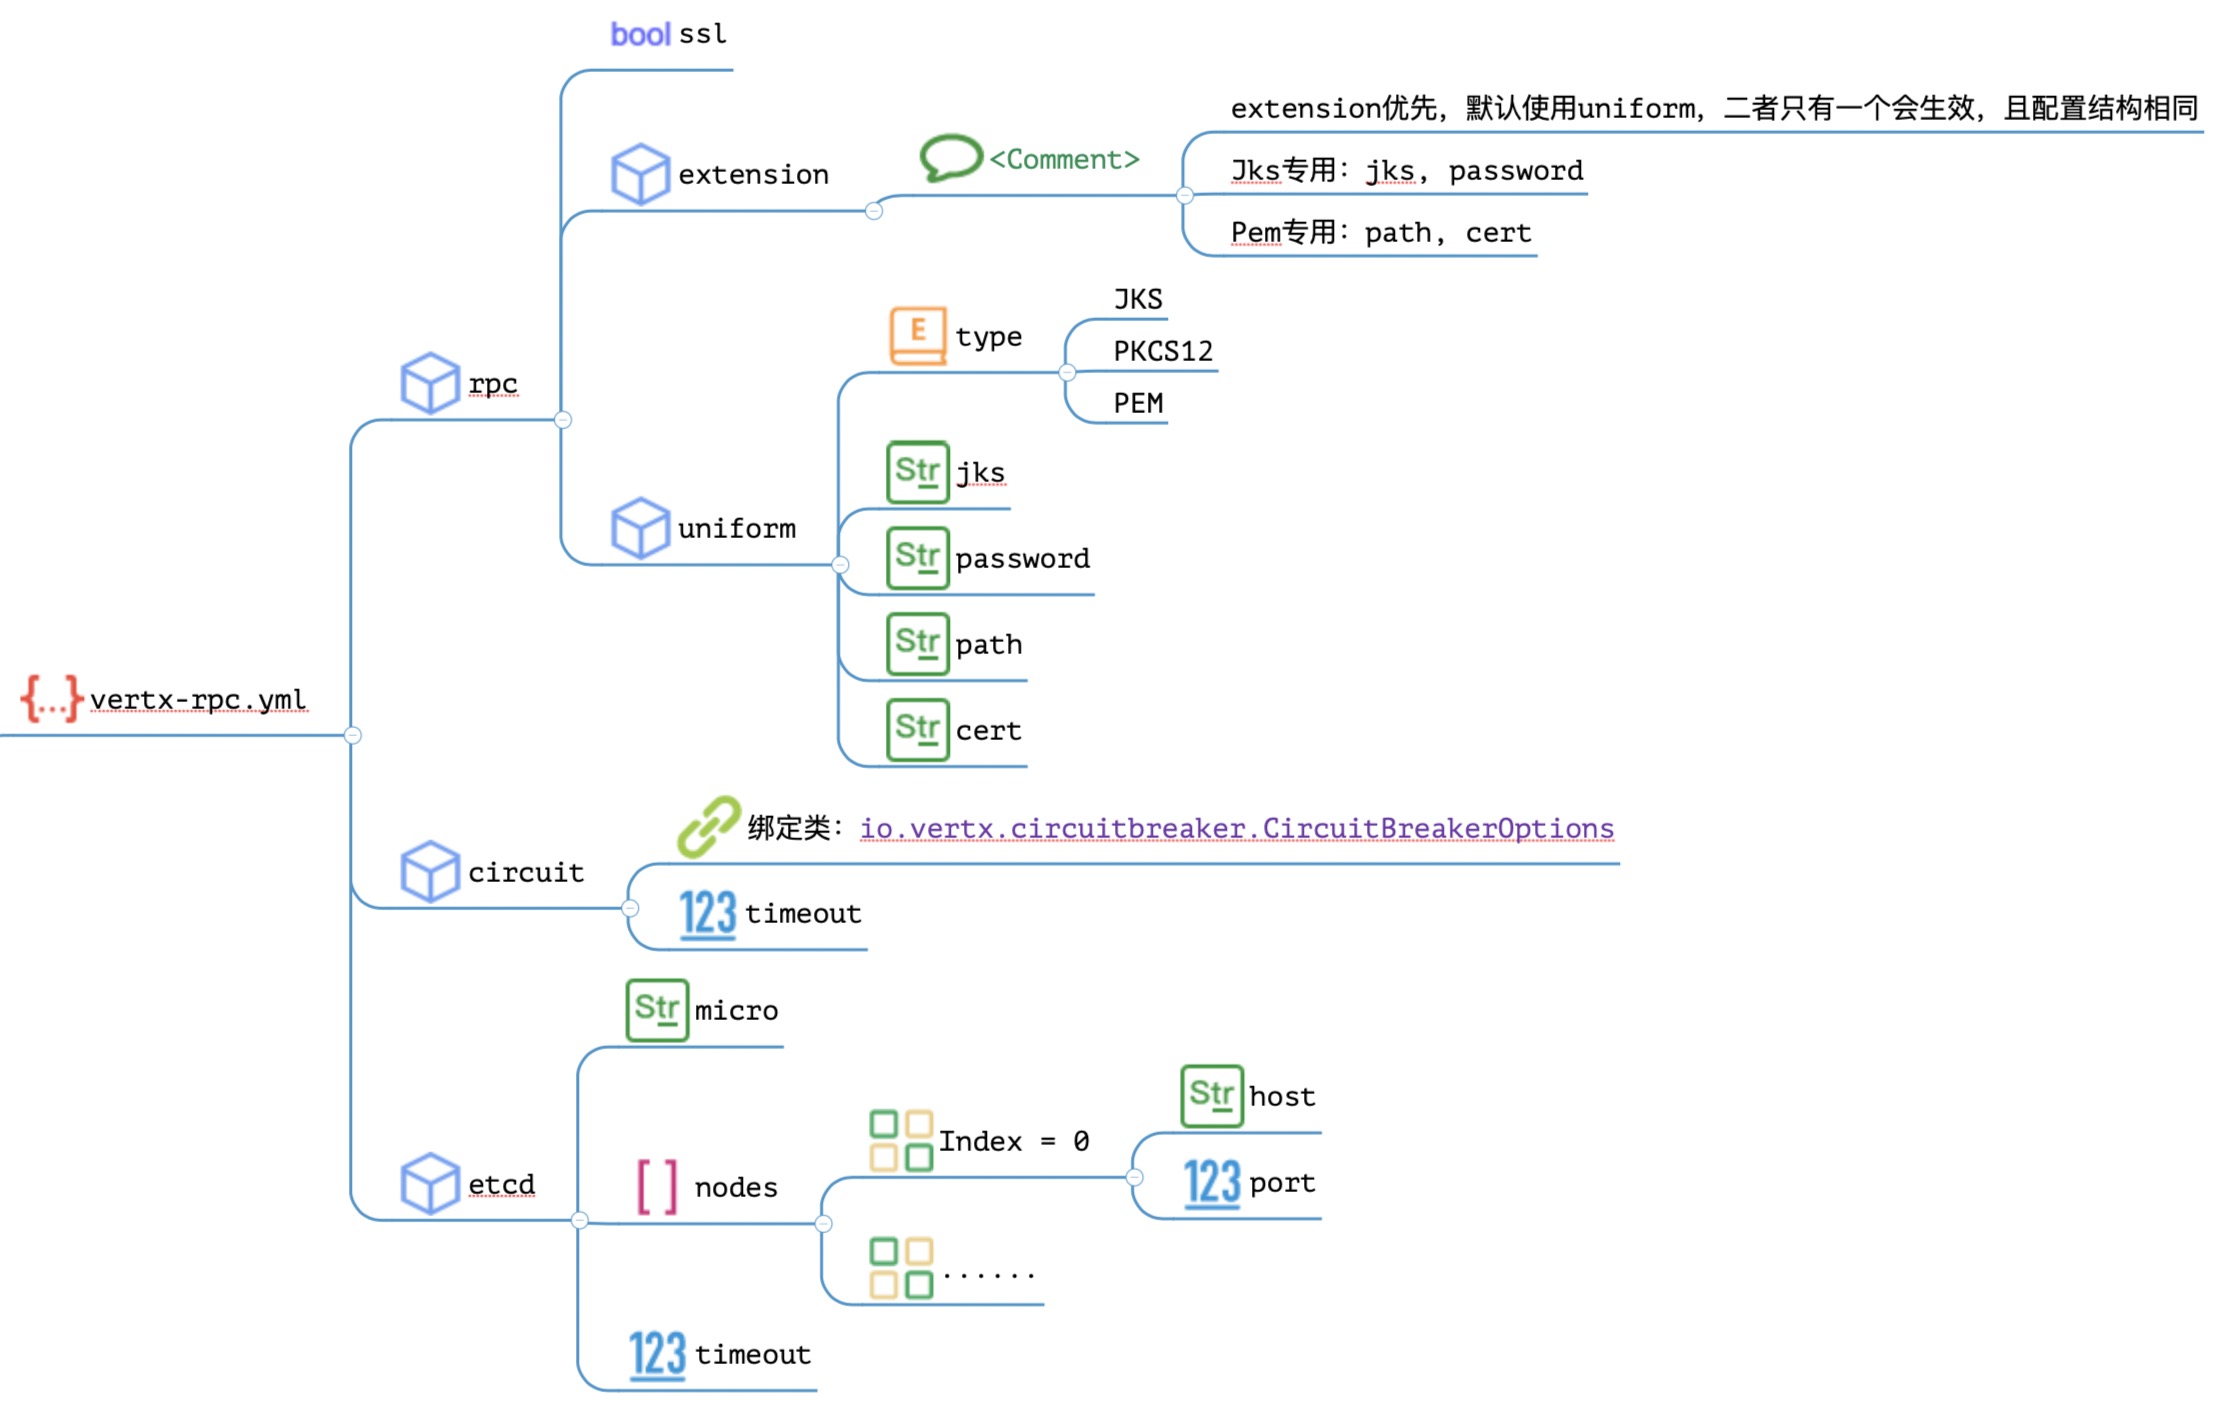 bool ssl
extension优先，默认使用uniform，二者只有一个会生效，且配置结构相同
<Comment>
Jks专用：jks, password
extension
Pem专用：path, cert
JKS
E type
PKCS12
rpc
PEM
Str jks
uniform
Str password
Str path
{...} vertx-rpc.yml
Str cert
绑定类：io.vertx.circuitbreaker.CircuitBreakerOptions
circuit
123 timeout
Str micro
Str host
Index = 0
etcd
[ ] nodes
123 port
......
123 timeout